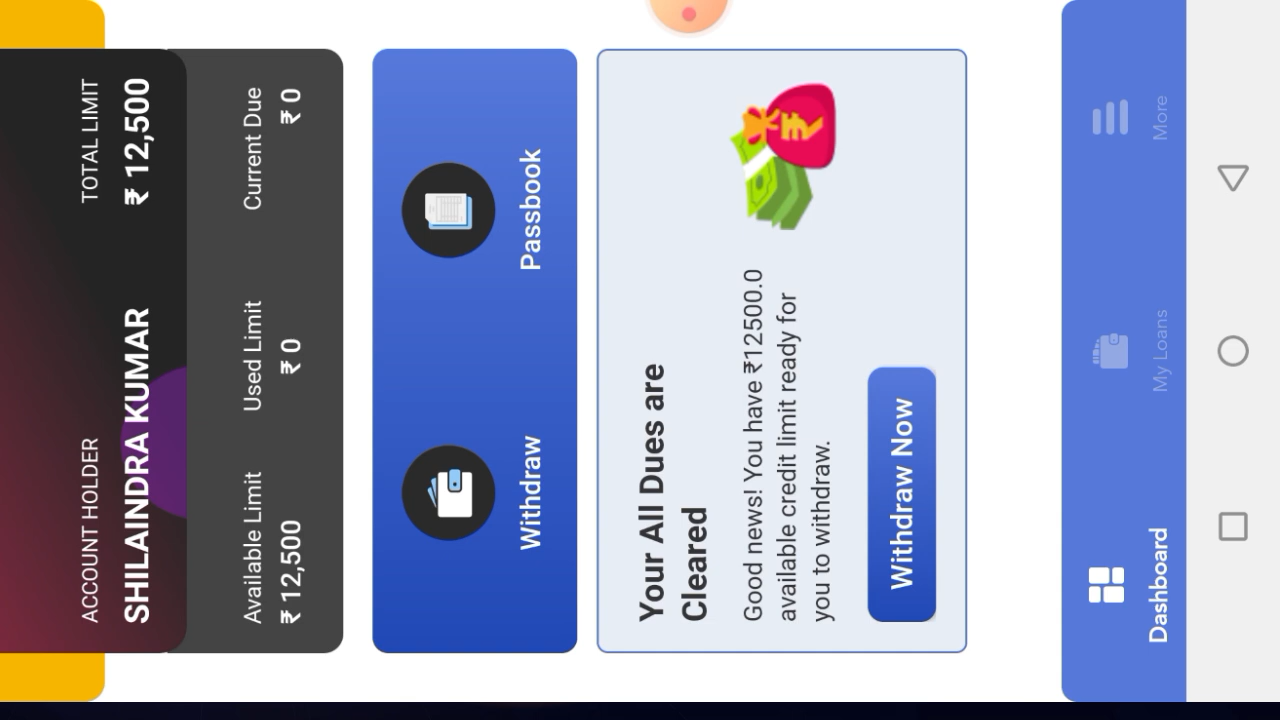 ACCOUNT HOLDER
TOTAL LIMIT
SHILAINDRA KUMAR
₹ 12,500
Available Limit
Used Limit
Current Due
₹ 12,500
₹ 0
₹ 0
Withdraw
Passbook
Your All Dues are
Cleared
Good news! You have ₹12500.0
available credit limit ready for
you to withdraw.
Withdraw Now
Dashboard
My Loans
More